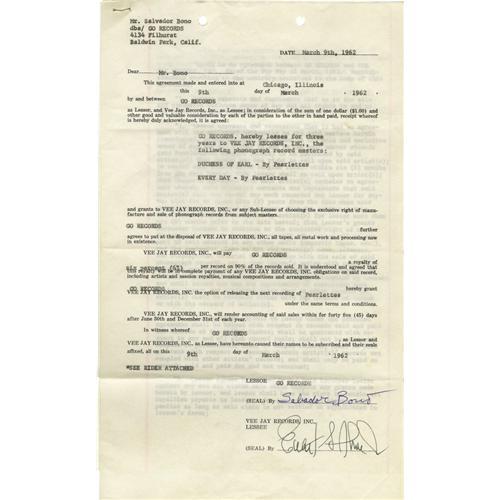 Mr. Salvador Bono
dba/ GO RECORDS
4134 Filhurst
Baldwin Park, Calif.
DATE March 9th, 1962
Dear Mr. Bono
This agreement made and entered into at Chicago, Illinois
this 9th day of March 1962
by and between GO RECORDS
as Lessor, and Vee Jay Records, Inc., as Lessee; in consideration of the sum of one dollar ($1.00) and
other good and valuable consideration by each of the parties to the other in hand paid, receipt whereof
is hereby duly acknowledged, it is agreed:
GO RECORDS, hereby leases for three
years to VEE JAY RECORDS, INC., the
following phonograph record masters:
DUCHESS OF EARL - By Pearlettes
EVERY DAY - By Pearlettes
and grants to VEE JAY RECORDS, INC., or any Sub-Lessee of choosing the exclusive right of manu-
facture and sale of phonograph records from subject masters.
GO RECORDS further
agrees to put at the disposal of VEE JAY RECORDS, INC., all tapes, all metal work and processing now
in existence.
VEE JAY RECORDS, INC. will pay GO RECORDS
a royalty of
six percent (6%) per record on 90% of the records sold. It is understood and agreed that
this royalty will be in complete payment of any VEE JAY RECORDS, INC. obligations on said record,
including artists and session royalties, musical compositions and arrangements.
GO RECORDS hereby grant
VEE JAY RECORDS, INC. the option of releasing the next recording of Pearlettes
under the same terms and conditions.
VEE JAY RECORDS, INC. will render accounting of said sales within for forty five (45) days
after June 30th and December 31st of each year.
In witness whereof GO RECORDS
, as Lessor and
VEE JAY RECORDS, INC., as Lessee, have hereunto caused their names to be subscribed and their seals
affixed, all on this 9th day of March 1962
*SEE RIDER ATTACHED
LESSOR GO RECORDS
(SEAL) By Salvador Bono
VEE JAY RECORDS, INC.
LESSEE
(SEAL) By